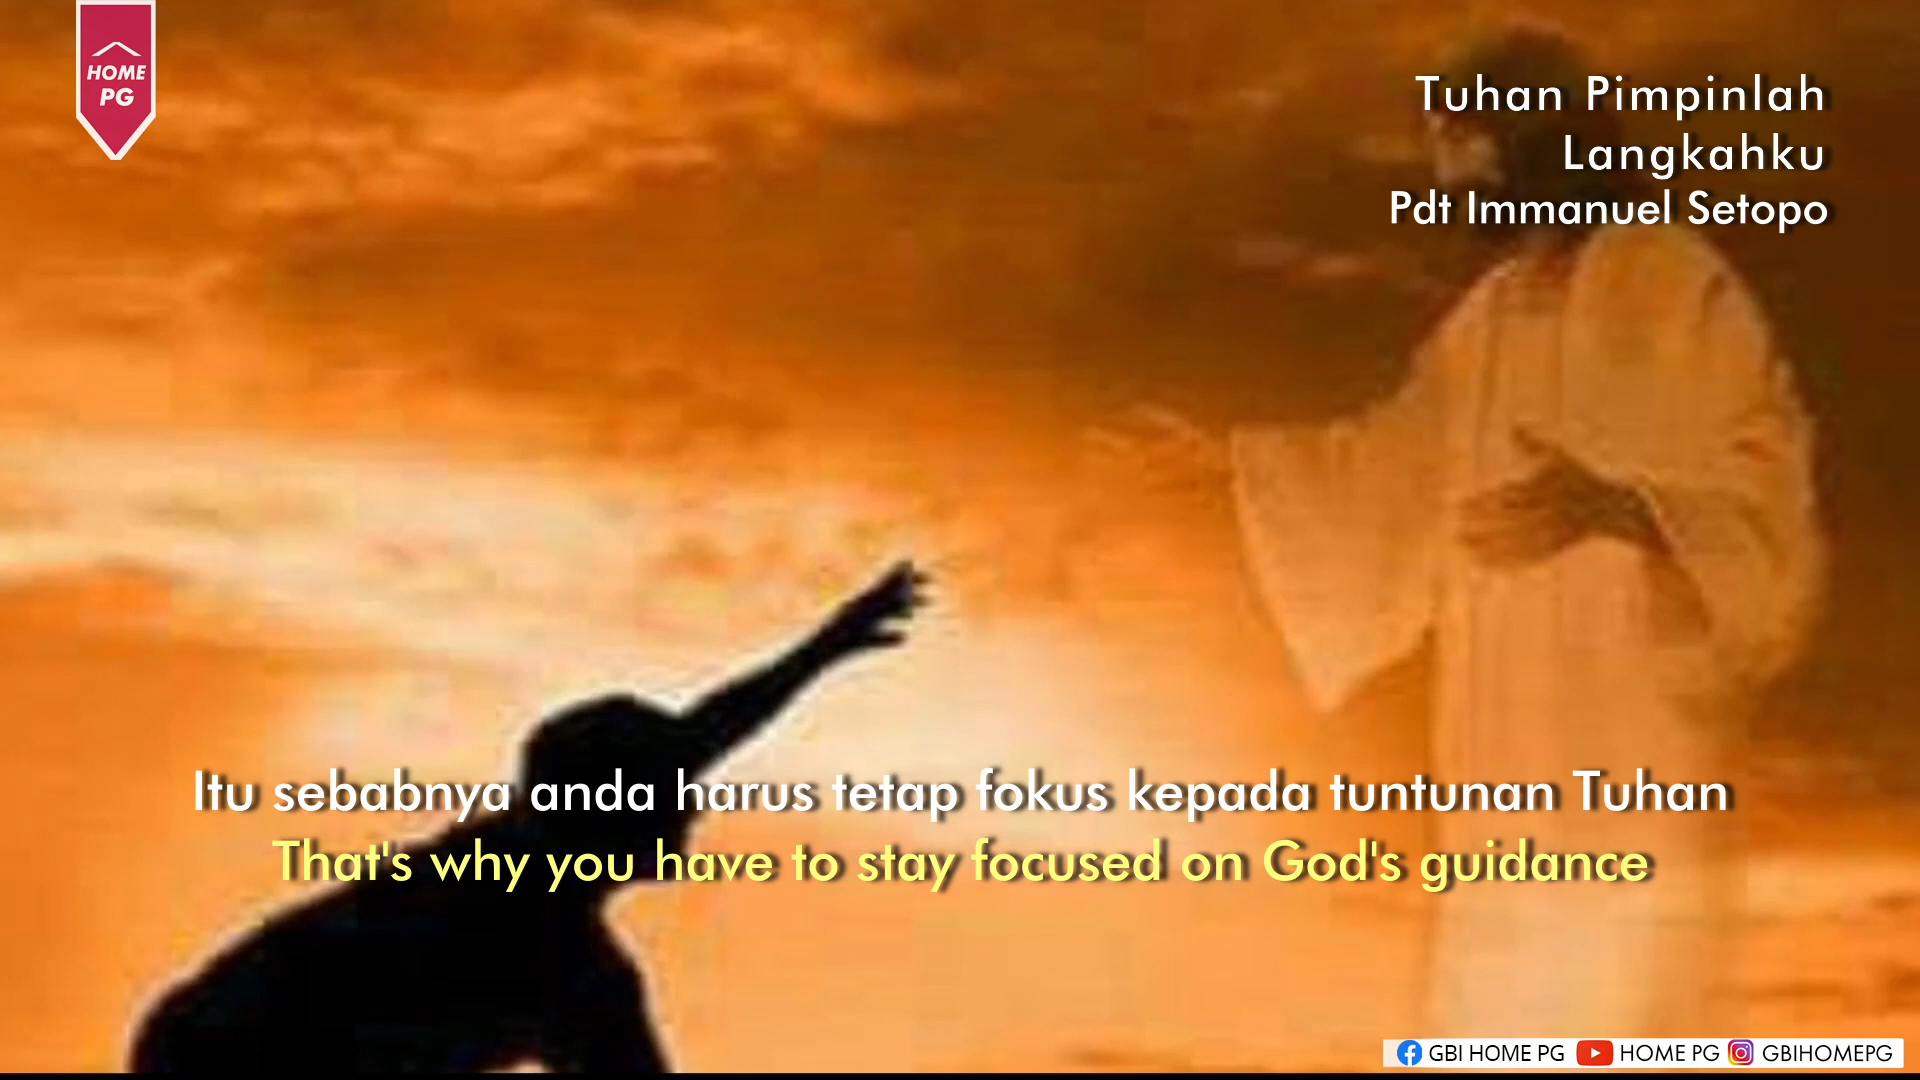 HOME
PG
Tuhan Pimpinlah
Langkahku
Pdt Immanuel Setopo
Itu sebabnya anda harus tetap fokus kepada tuntunan Tuhan
That's why you have to stay focused on God's guidance
GBI HOME PG HOME PG GBIHOMEPG